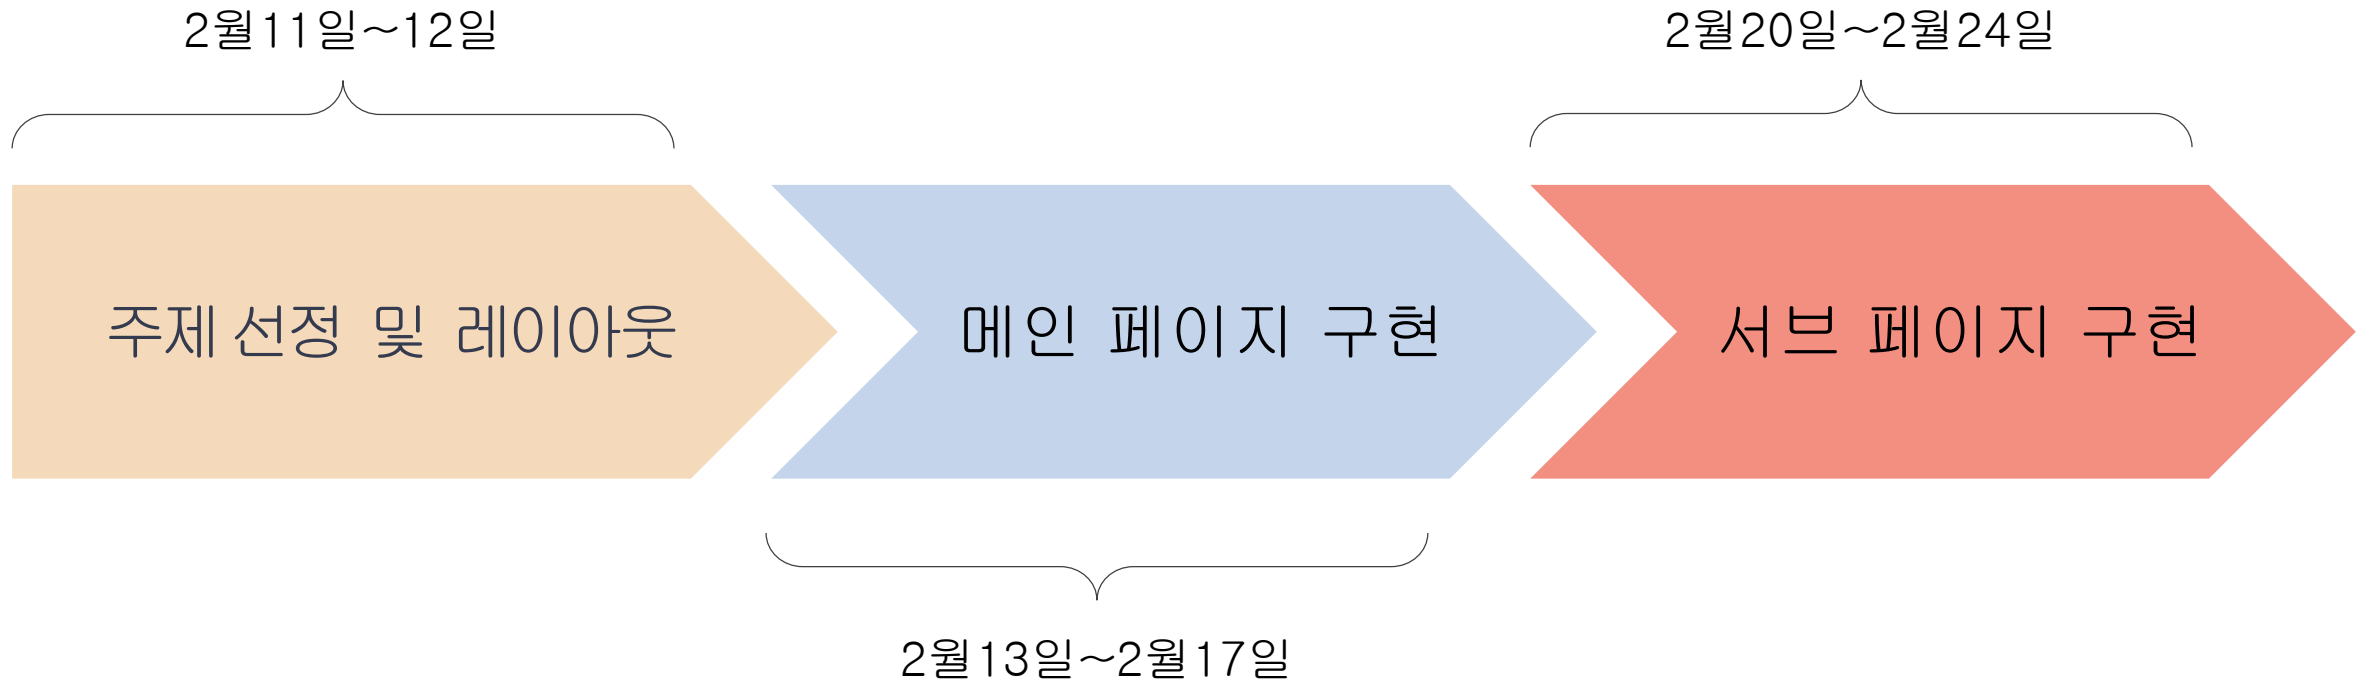 2월11일~12일
2월20일~2월24일
주제 선정 및 레이아웃
메인 페이지 구현
서브 페이지 구현
2월13일~2월17일